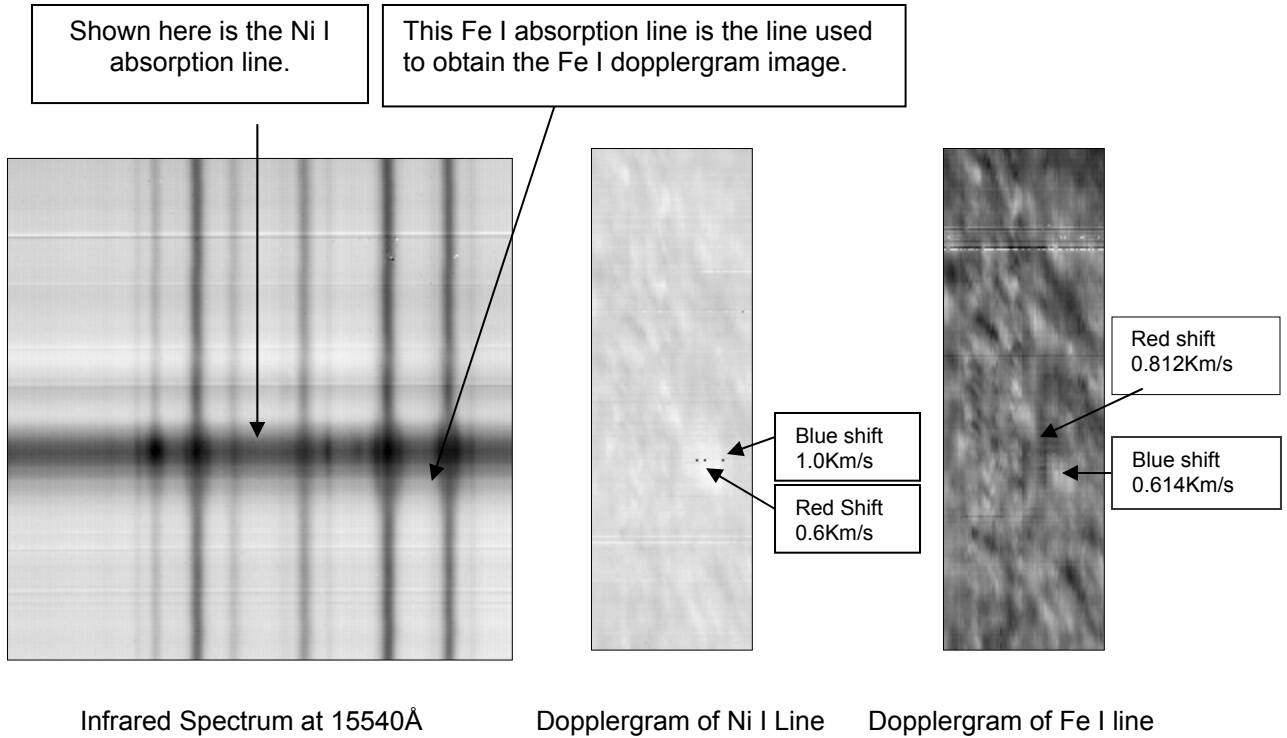 Shown here is the Ni I
absorption line.
This Fe I absorption line is the line used
to obtain the Fe I dopplergram image.
Red shift
0.812Km/s
Blue shift
1.0Km/s
Blue shift
0.614Km/s
Red Shift
0.6Km/s
Infrared Spectrum at 15540Å
Dopplergram of Ni I Line
Dopplergram of Fe I line